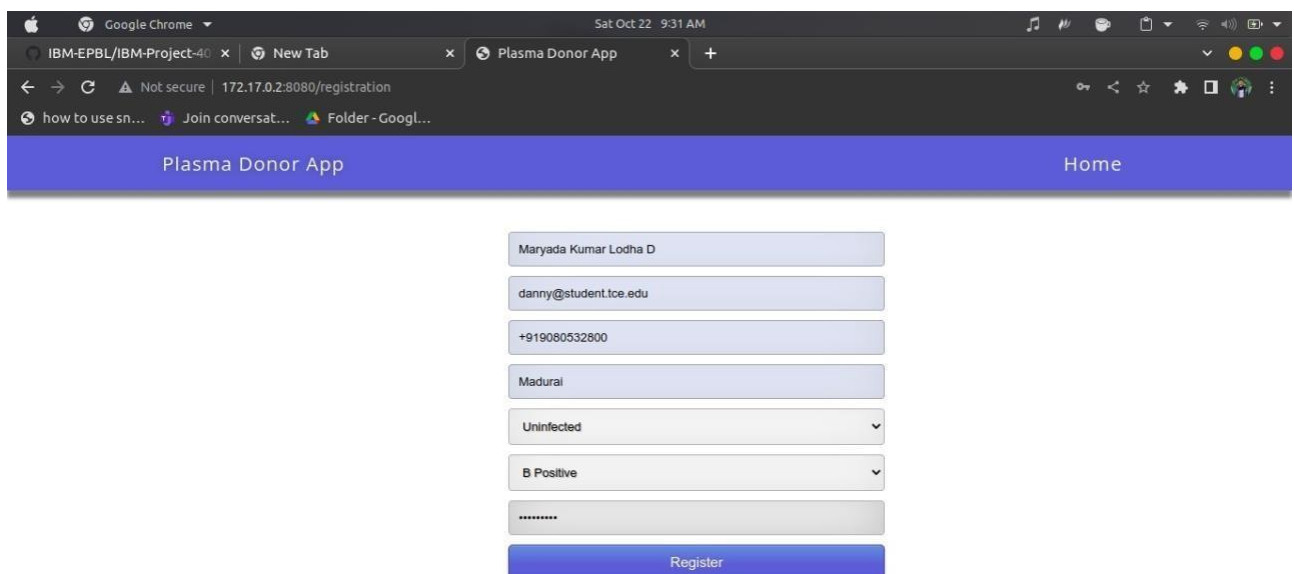 Google Chrome Sat Oct 22 9:31 AM
IBM-EPBL/IBM-Project-40 New Tab Plasma Donor App
Not secure | 172.17.0.2:8080/registration
how to use sn... Join conversat... Folder - Googl...
Plasma Donor App Home
Maryada Kumar Lodha D
danny@student.tce.edu
+919080532800
Madurai
Uninfected
B Positive
•••••••••
Register